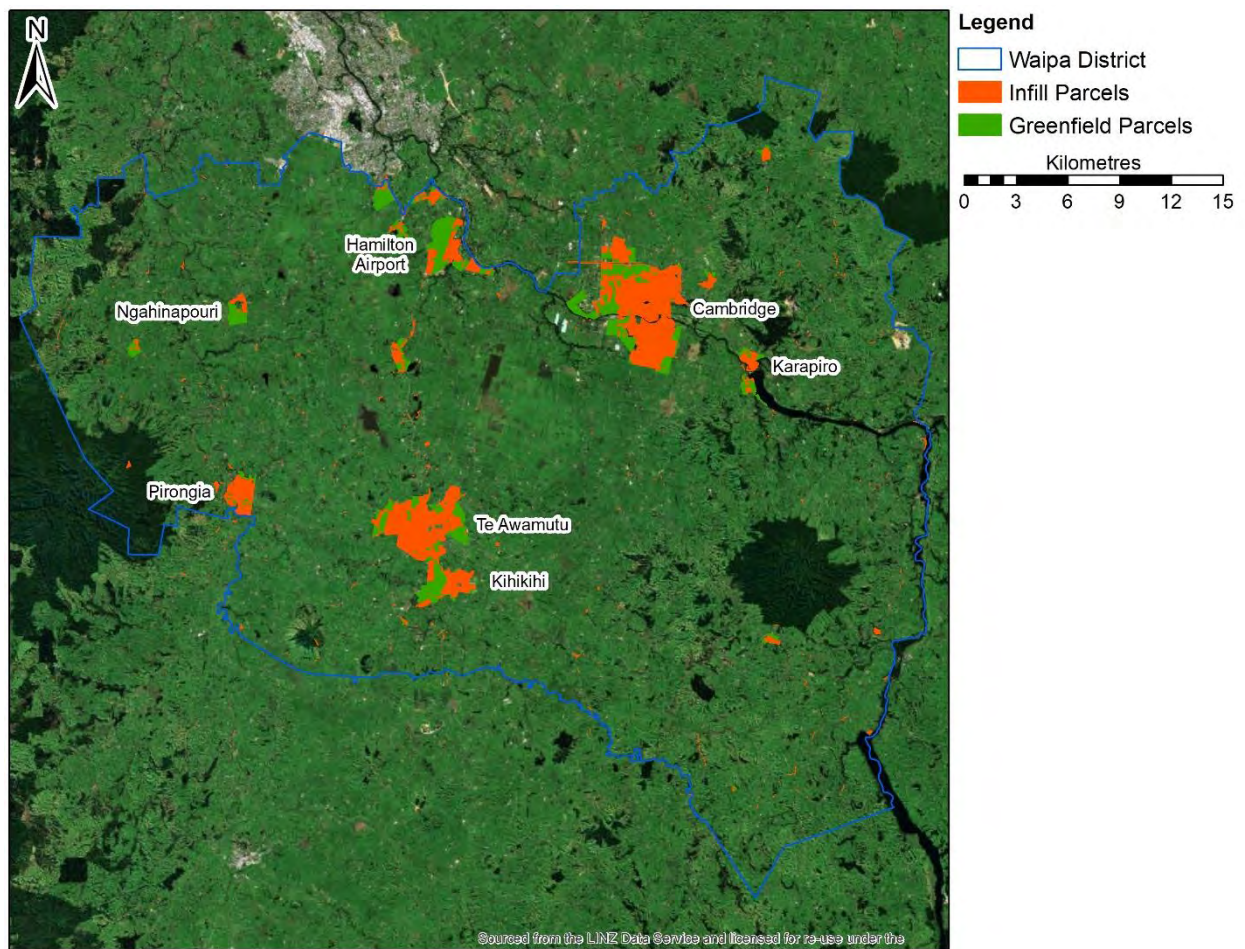 N
Legend
Waipa District
Infill Parcels
Greenfield Parcels
Kilometres
0 3 6 9 12 15
Hamilton
Airport
Ngahinapouri
Cambridge
Karapiro
Pirongia
Te Awamutu
Kihikihi
Sourced from the LINZ Data Service and licensed for re-use under the